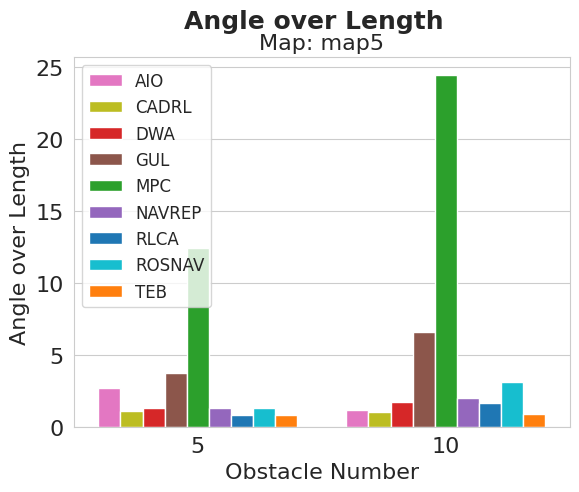 Angle over Length
Map: map5
25
20
15
10
5
0
Angle over Length
AIO
CADRL
DWA
GUL
MPC
NAVREP
RLCA
ROSNAV
TEB
5
10
Obstacle Number